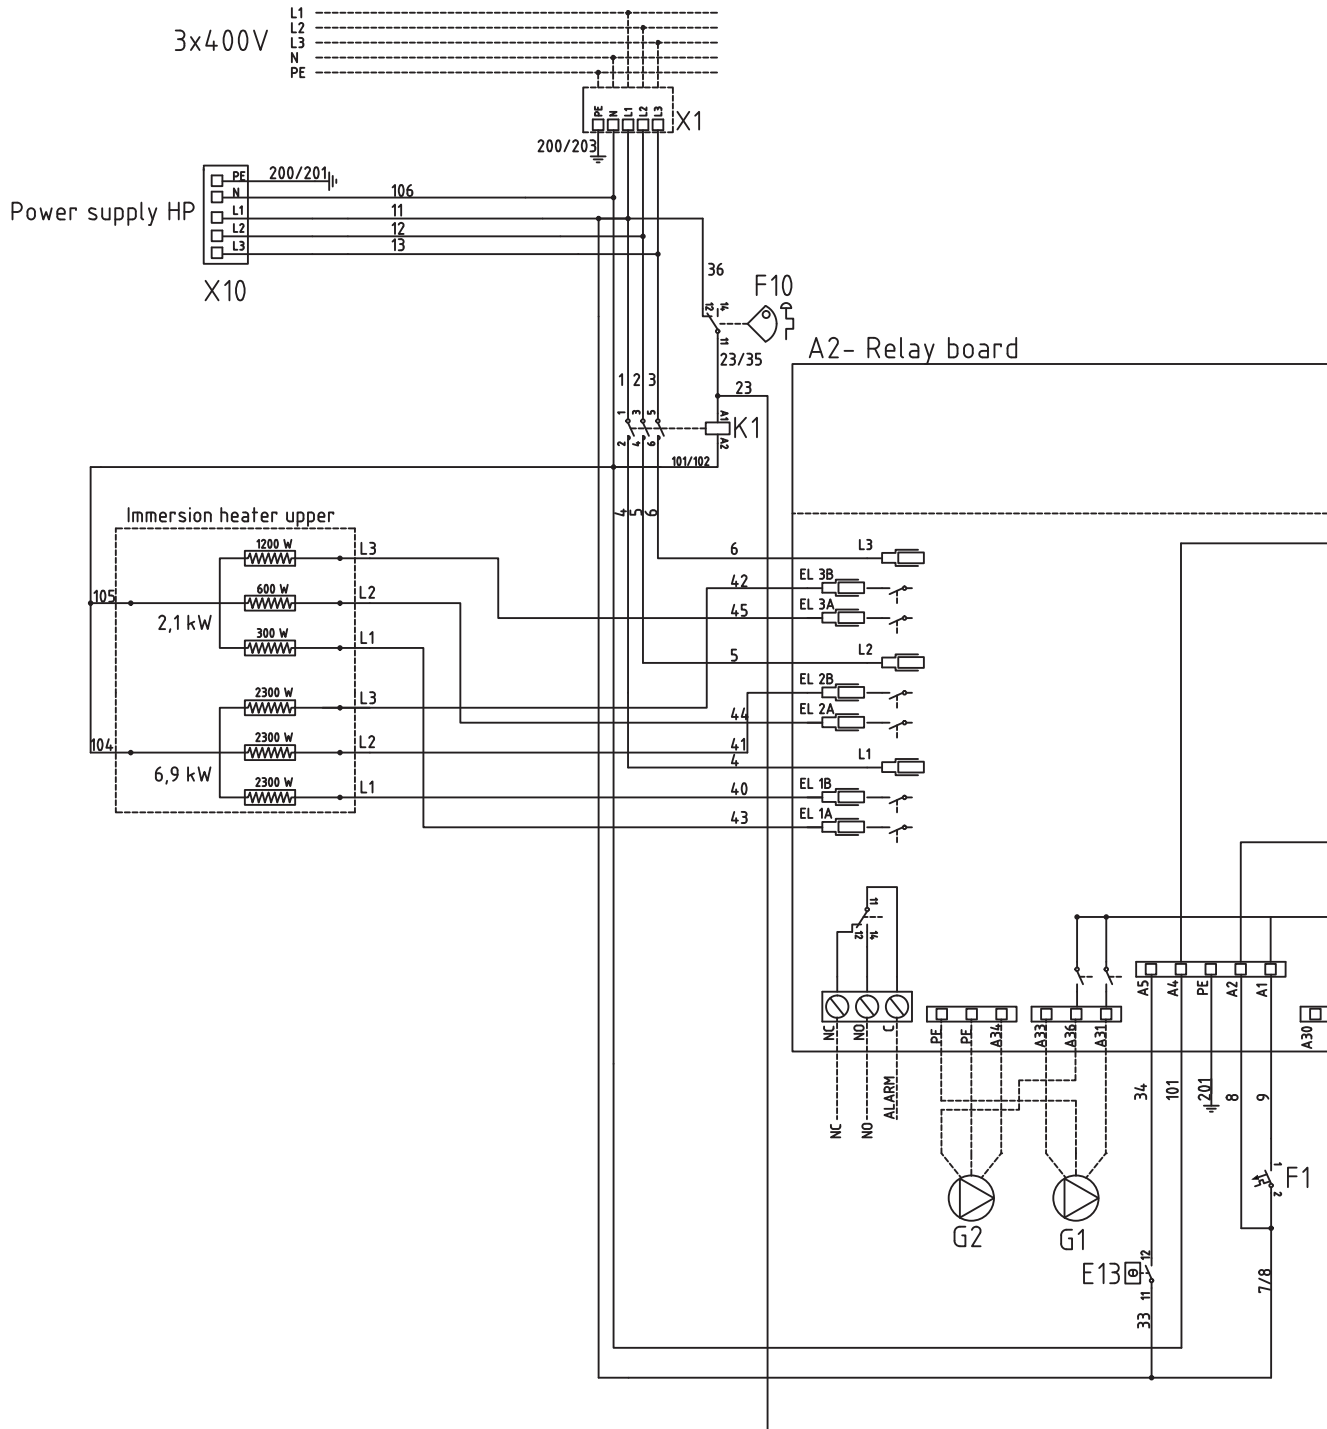 L1
L2
3x400V
L3
N
PE
PE
N
L1
L2
L3
X1
200/203
PE
200/201
N
106
Power supply HP
L1
11
L2
12
L3
13
X10
36
F10
12
14
11
23/35
A2- Relay board
1
2
3
23
1
3
5
A1
K1
2
4
6
A2
101/102
4
5
6
Immersion heater upper
1200 W
L3
6
L3
600 W
L2
42
EL 3B
105
45
EL 3A
2,1 kW
300 W
L1
5
L2
2300 W
L3
EL 2B
44
EL 2A
104
2300 W
L2
41
4
L1
6,9 kW
2300 W
L1
40
EL 1B
43
EL 1A
11
12
14
A5
A4
PE
A2
A1
NC
NO
C
PE
PE
A34
A33
A36
A31
A30
ALARM
NC
NO
34
101
201
8
9
1
2
F1
G2
G1
12
E13
θ
11
33
7/8